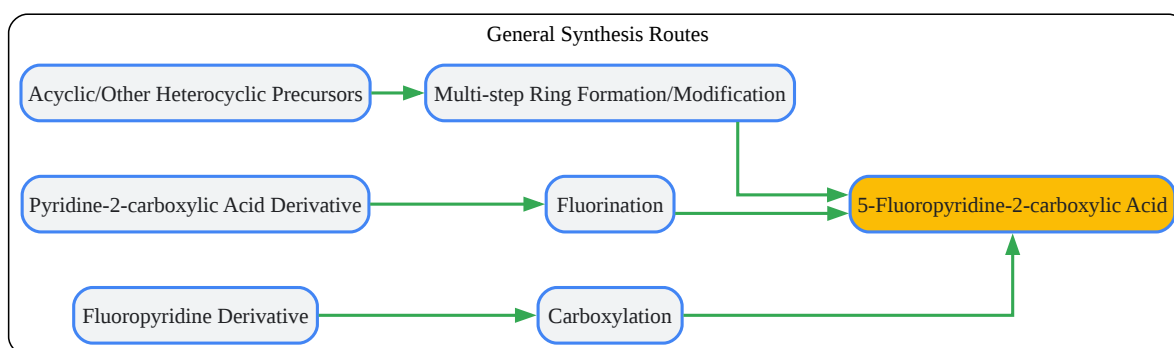 General Synthesis Routes
Acyclic/Other Heterocyclic Precursors
Multi-step Ring Formation/Modification
Pyridine-2-carboxylic Acid Derivative
Fluorination
5-Fluoropyridine-2-carboxylic Acid
Fluoropyridine Derivative
Carboxylation